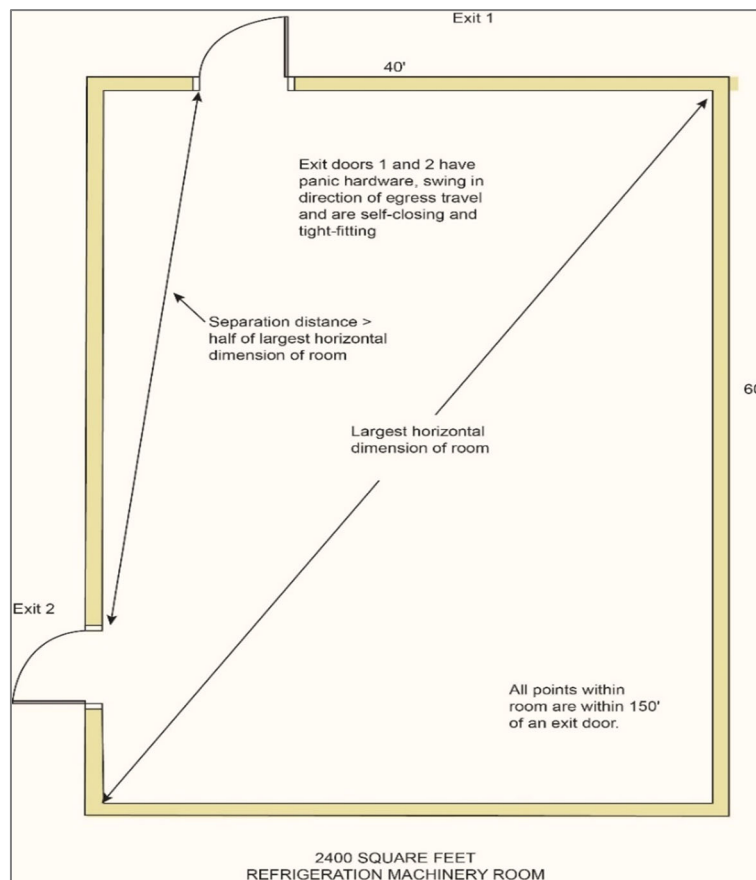 Exit 1
40'
Exit doors 1 and 2 have
panic hardware, swing in
direction of egress travel
and are self-closing and
tight-fitting
Separation distance >
half of largest horizontal
dimension of room
60
Largest horizontal
dimension of room
Exit 2
All points within
room are within 150'
of an exit door.
2400 SQUARE FEET
REFRIGERATION MACHINERY ROOM